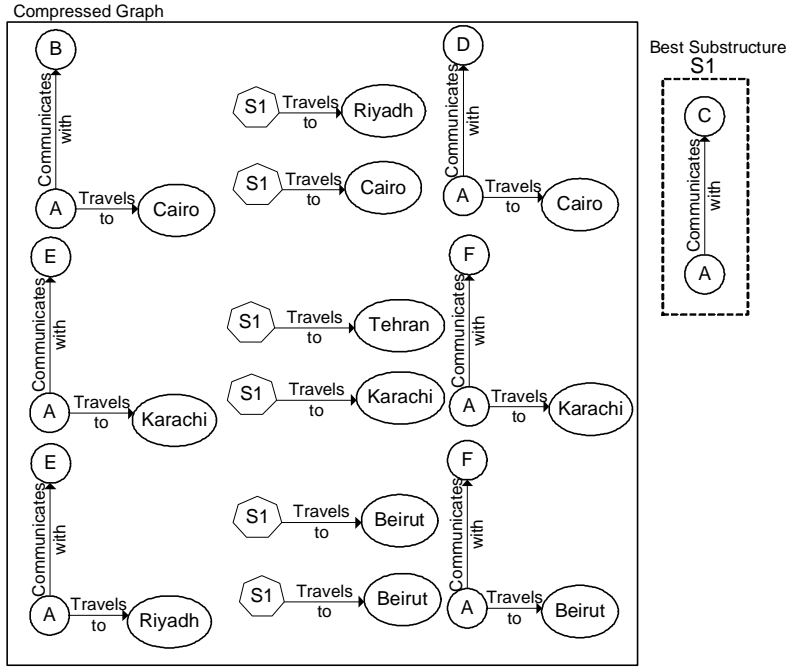 Compressed Graph
B
Communicates
with
A
Travels
to
Cairo
S1
Travels
to
Riyadh
S1
Travels
to
Cairo
D
Communicates
with
A
Travels
to
Cairo
Best Substructure
S1
C
Communicates
with
A
E
Communicates
with
A
Travels
to
Karachi
S1
Travels
to
Tehran
S1
Travels
to
Karachi
F
Communicates
with
A
Travels
to
Karachi
E
Communicates
with
A
Travels
to
Riyadh
S1
Travels
to
Beirut
S1
Travels
to
Beirut
F
Communicates
with
A
Travels
to
Beirut